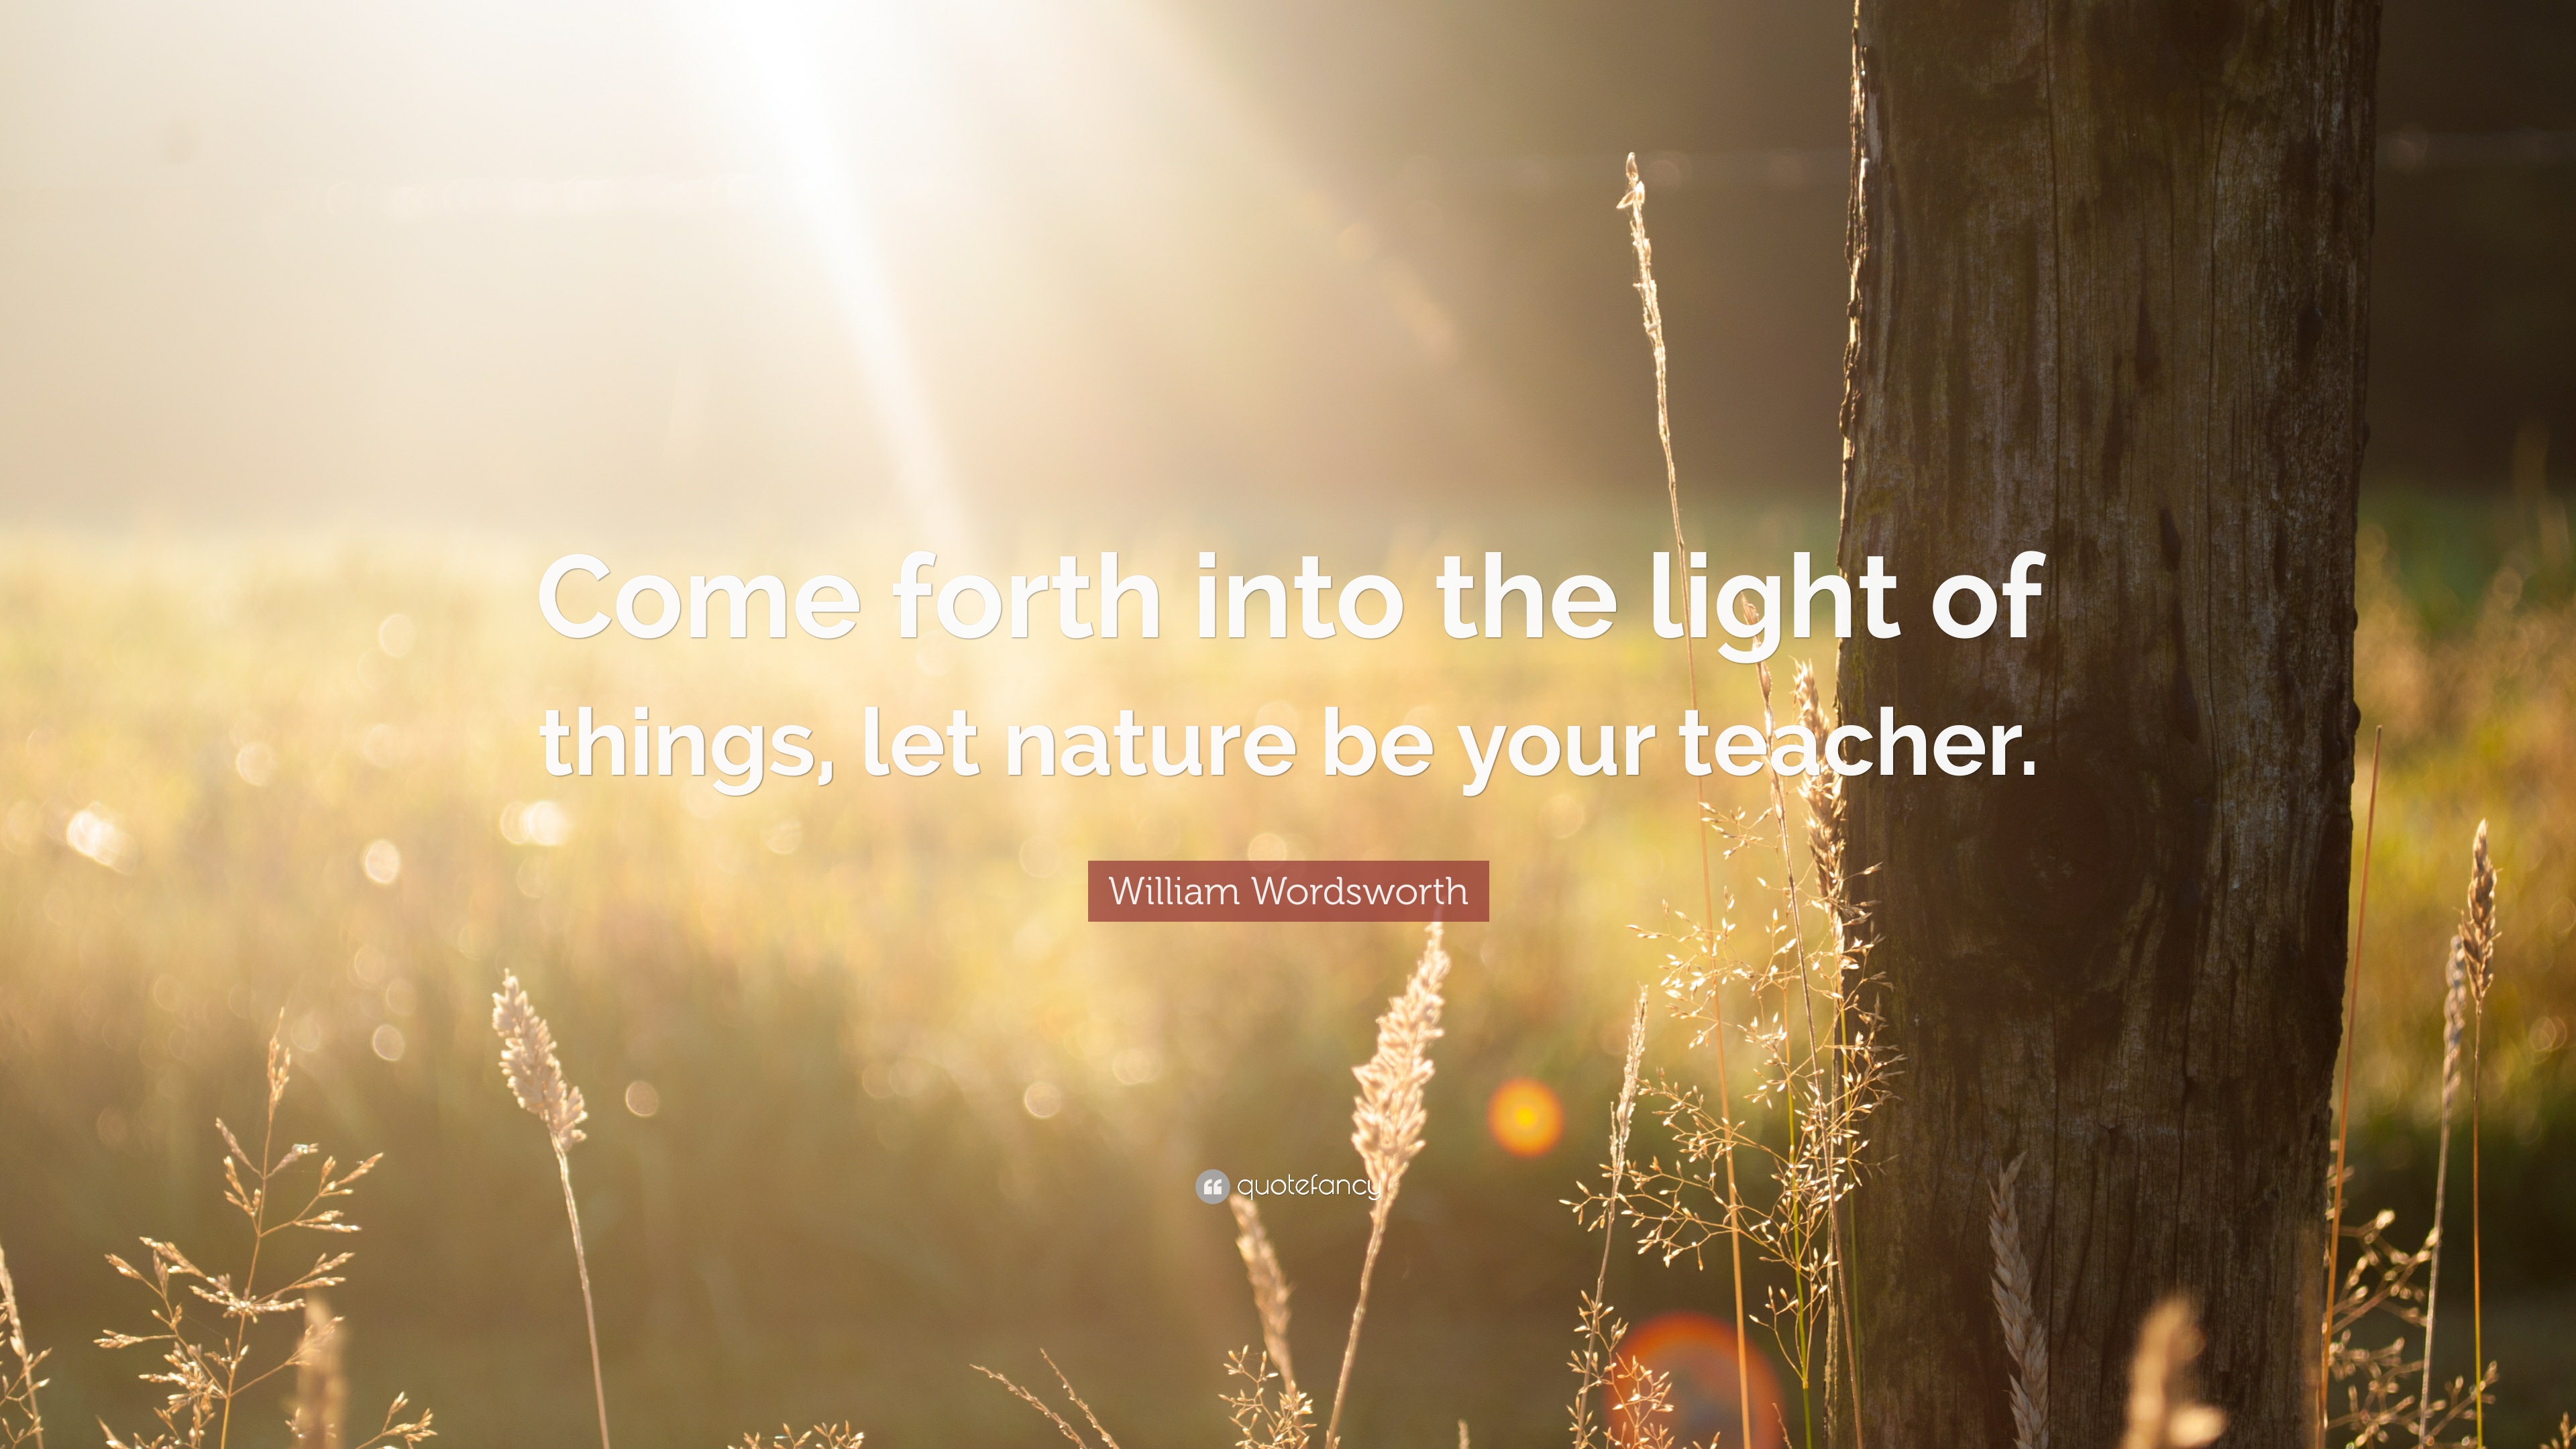 Come forth into the light of
things, let nature be your teacher.
William Wordsworth
quotefancy